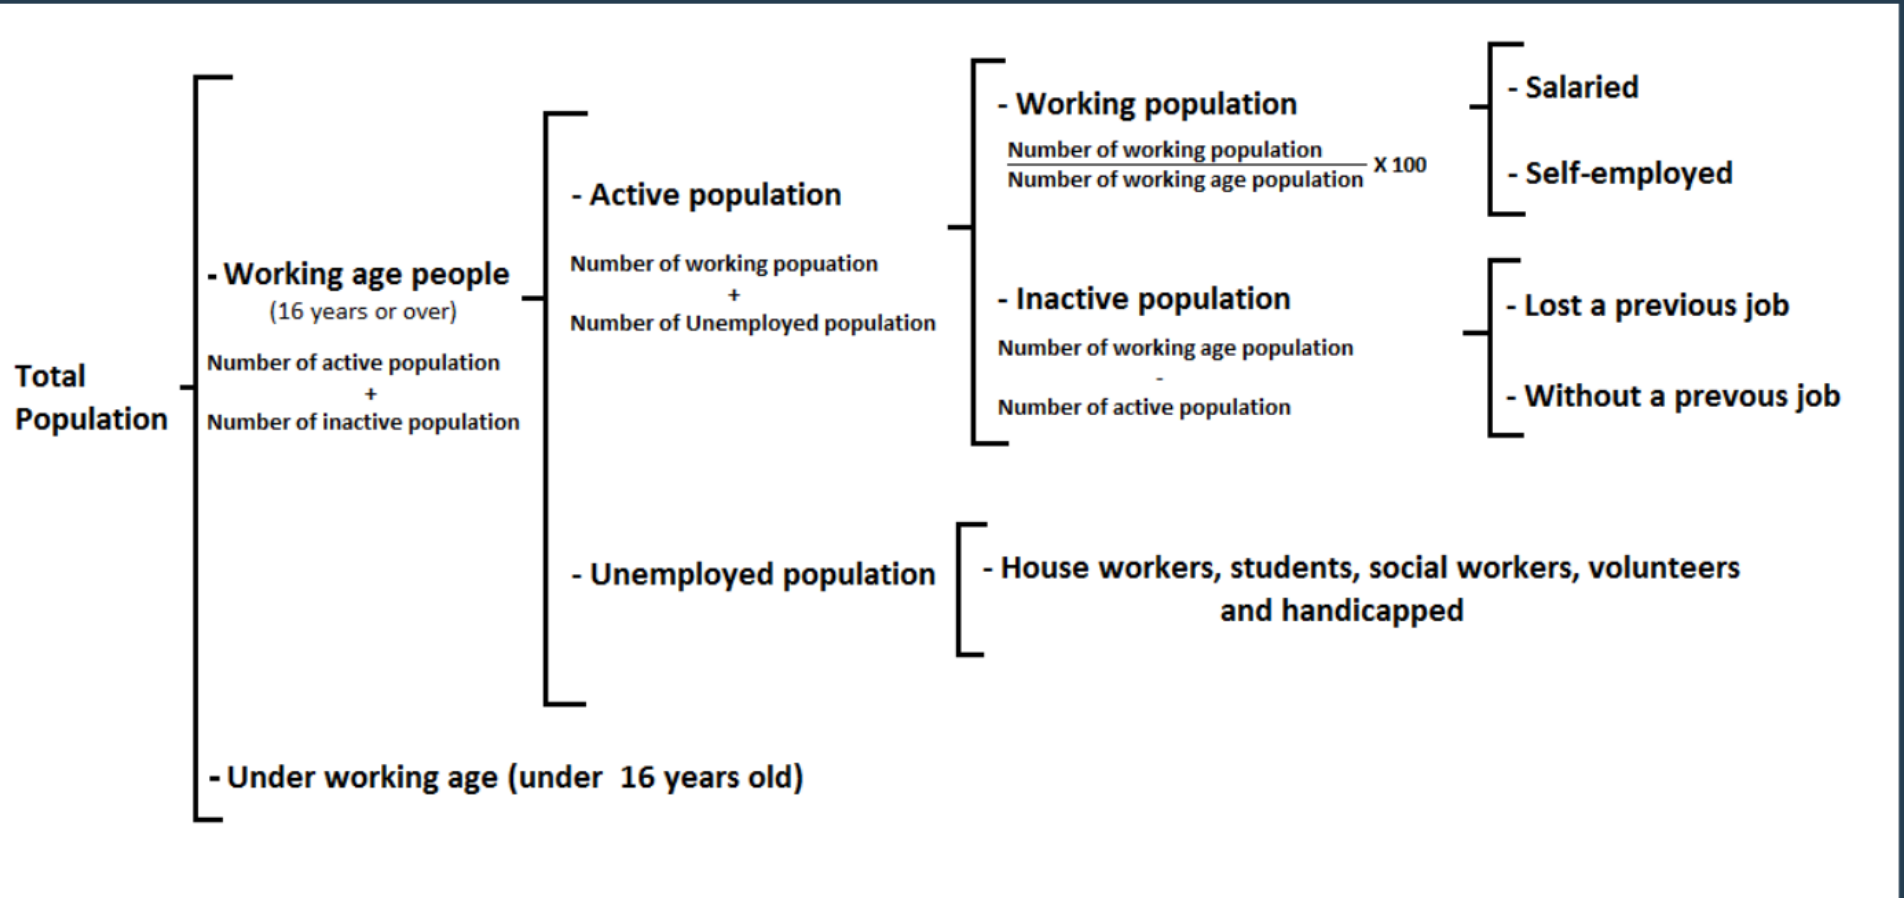 Total
Population
- Working age people
(16 years or over)
Number of active population
+
Number of inactive population
- Under working age (under 16 years old)
- Active population
Number of working popuation
+
Number of Unemployed population
- Unemployed population
- Working population
Number of working population
Number of working age population
X 100
- Inactive population
Number of working age population
-
Number of active population
- House workers, students, social workers, volunteers
and handicapped
- Salaried
- Self-employed
- Lost a previous job
- Without a prevous job